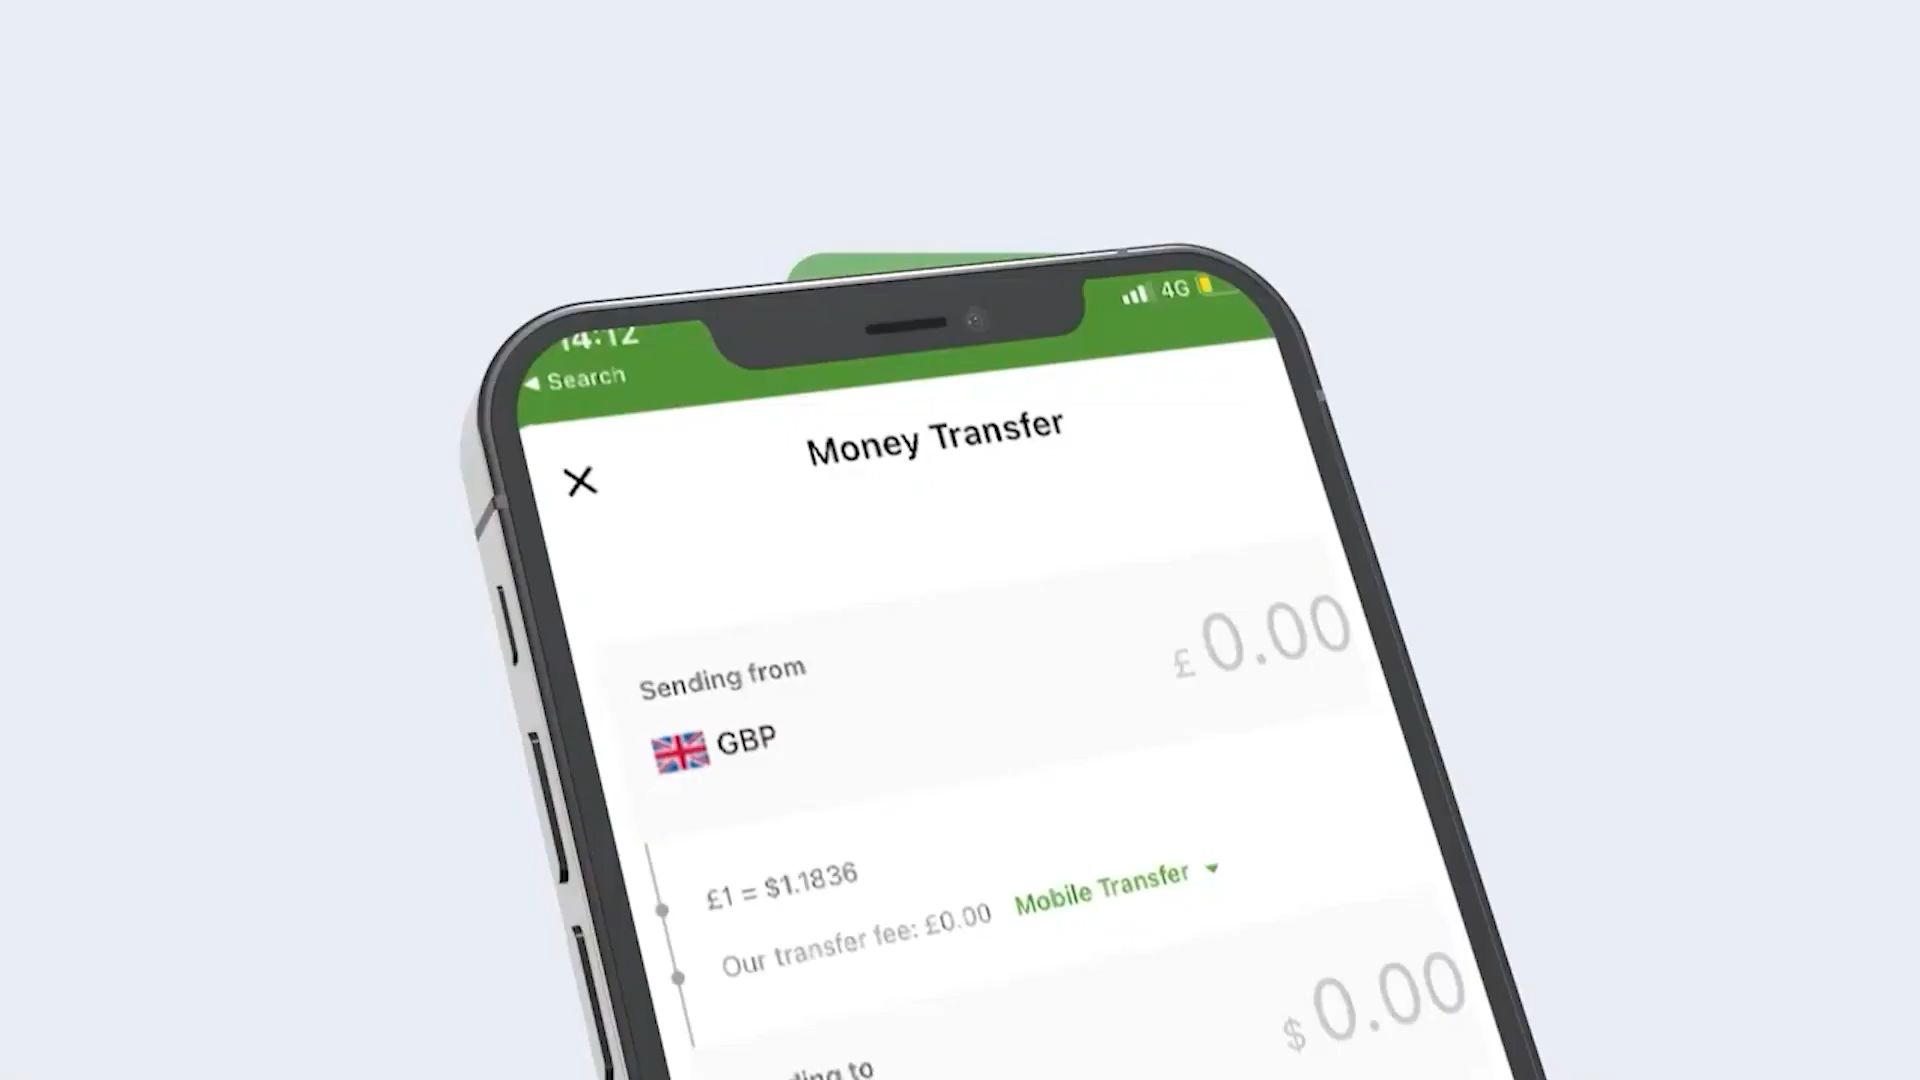 14:12
4G
◀ Search
Money Transfer
Sending from
£ 0.00
GBP
£1 = $1.1836
Our transfer fee: £0.00 Mobile Transfer
$ 0.00
to